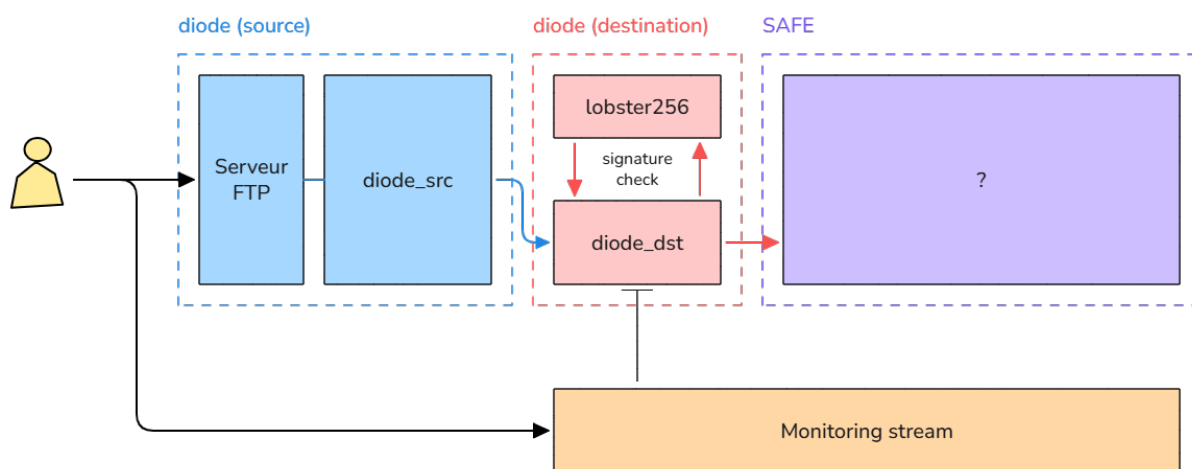 diode (source)
diode (destination)
SAFE
Serveur
FTP
diode_src
lobster256
signature
check
diode_dst
?
Monitoring stream